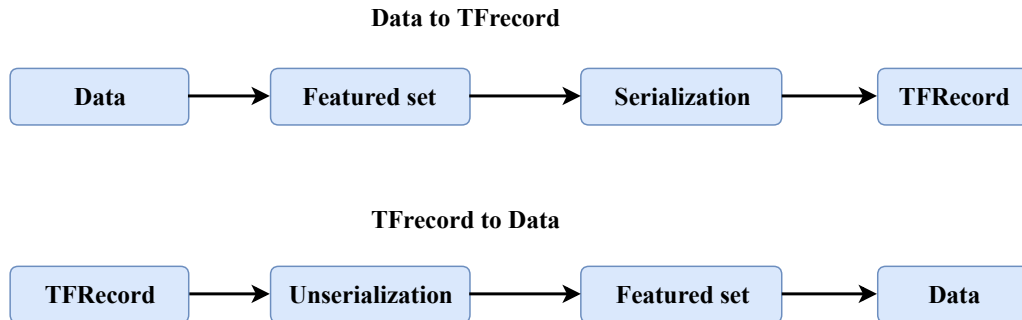 Data to TFrecord
Data Featured set Serialization TFRecord
TFrecord to Data
TFRecord Unserialization Featured set Data